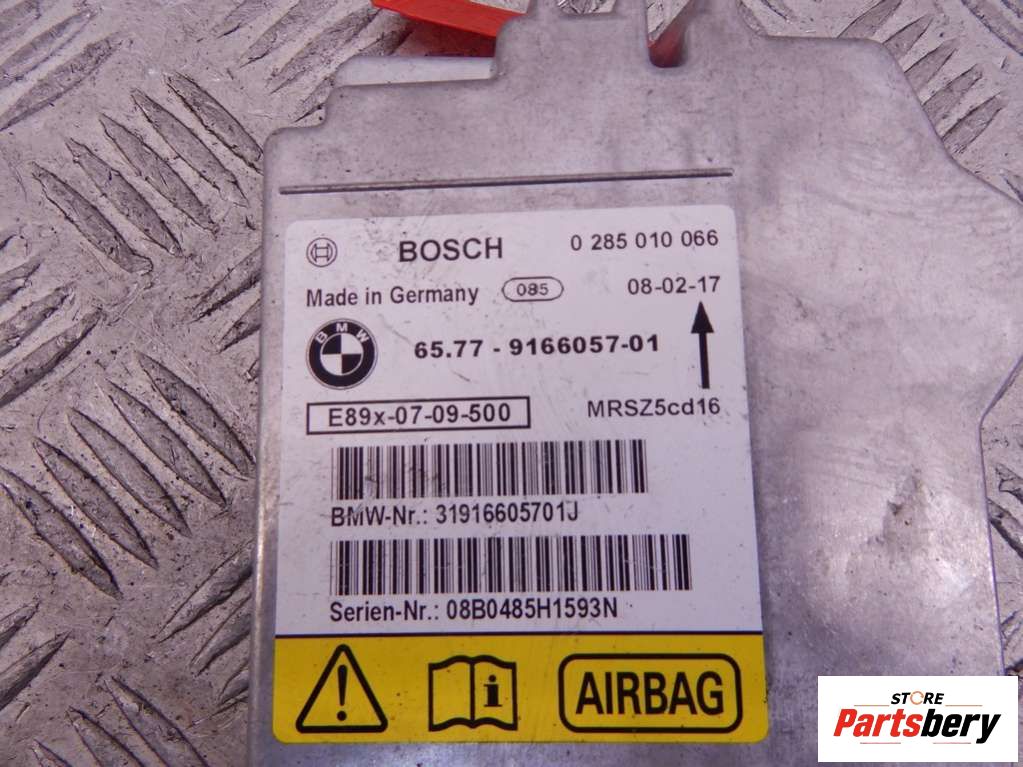 BOSCH 0 285 010 066
Made in Germany 085 08-02-17
BMW 65.77 - 9166057-01
E89x-07-09-500 MRSZ5cd16
BMW-Nr.: 31916605701J
Serien-Nr.: 08B0485H1593N
AIRBAG
STORE
Partsbery